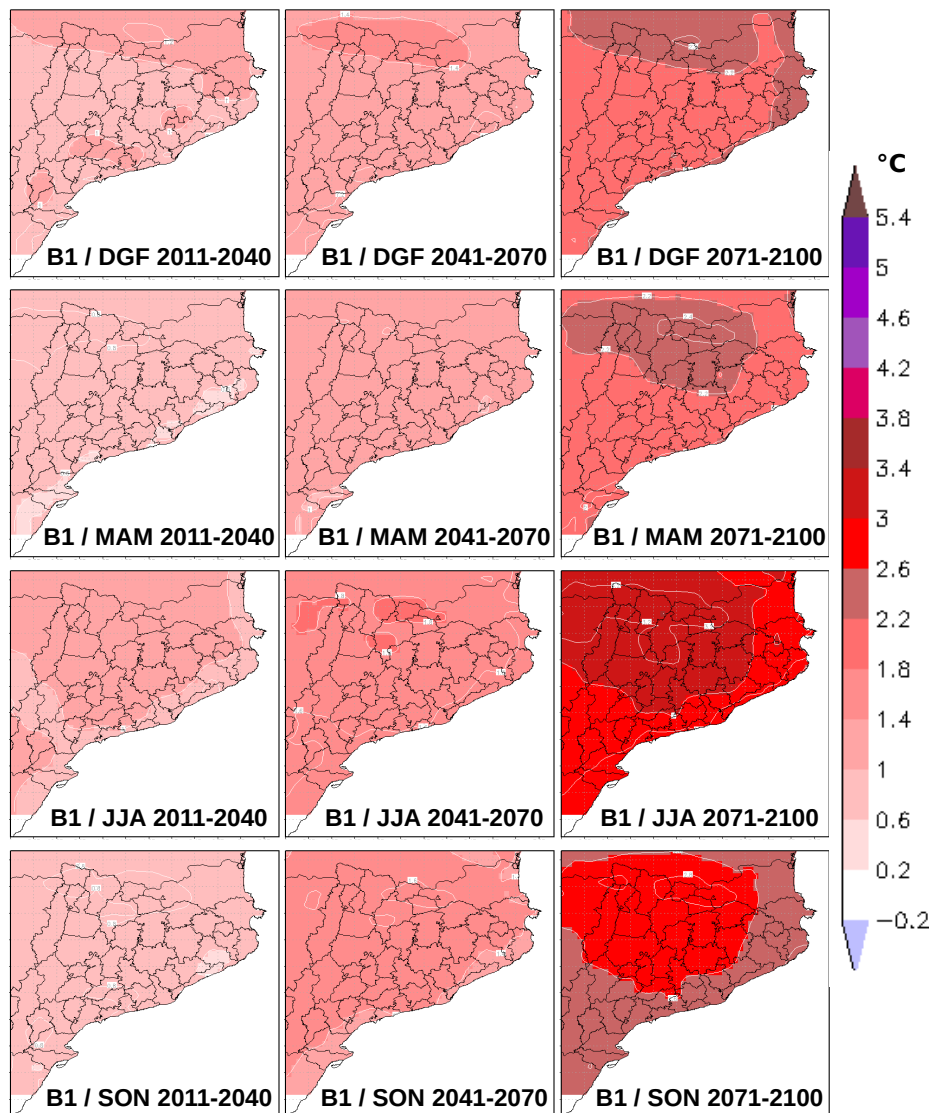 B1 / DGF 2011-2040
B1 / DGF 2041-2070
B1 / DGF 2071-2100
B1 / MAM 2011-2040
B1 / MAM 2041-2070
B1 / MAM 2071-2100
B1 / JJA 2011-2040
B1 / JJA 2041-2070
B1 / JJA 2071-2100
B1 / SON 2011-2040
B1 / SON 2041-2070
B1 / SON 2071-2100
°C
5.4
5
4.6
4.2
3.8
3.4
3
2.6
2.2
1.8
1.4
1
0.6
0.2
−0.2